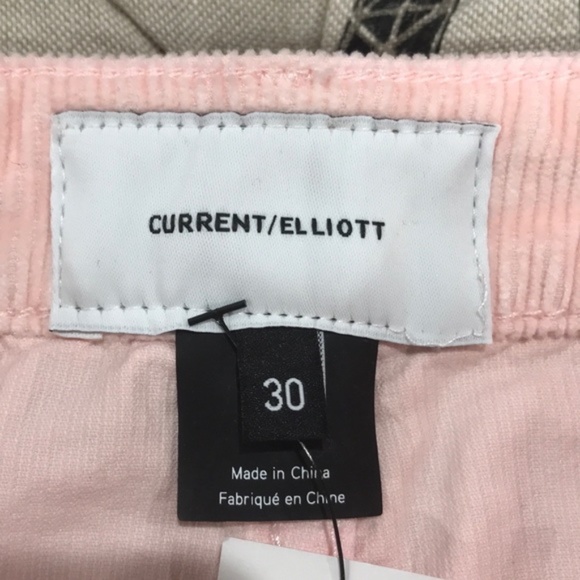 CURRENT/ELLIOTT
30
Made in China
Fabriqué en Chine